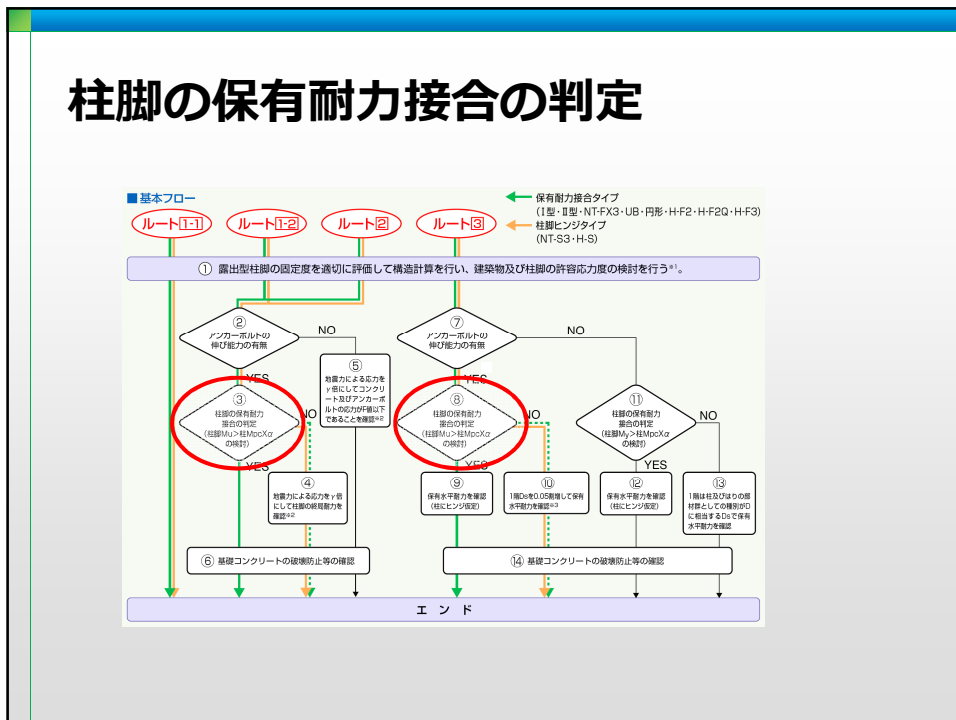 柱脚の保有耐力接合の判定
■基本フロー
保有耐力接合タイプ
(Ⅰ型・Ⅱ型・NT-FX3・UB・円形・H-F2・H-F2Q・H-F3)
柱脚ヒンジタイプ
(NT-S3・H-S)
ルート1-1
ルート1-2
ルート2
ルート3
① 露出型柱脚の固定度を適切に評価して構造計算を行い、建築物及び柱脚の許容応力度の検討を行う※1。
②
アンカーボルトの
伸び能力の有無
NO
YES
⑦
アンカーボルトの
伸び能力の有無
NO
YES
⑤
地震力による応力を
γ倍にしてコンクリ
ート及びアンカーボ
ルトの応力がF値以下
であることを確認※2
③
柱脚の保有耐力
接合の判定
(柱脚Mu>柱MpcXα
の検討)
NO
YES
⑧
柱脚の保有耐力
接合の判定
(柱脚Mu>柱MpcXα
の検討)
NO
YES
⑪
柱脚の保有耐力
接合の判定
(柱脚My>柱MpcXα
の検討)
NO
YES
④
地震力による応力をγ倍
にして柱脚の終局耐力を
確認※2
⑨
保有水平耐力を確認
(柱にヒンジ仮定)
⑩
1階Dsを0.05割増して保有
水平耐力を確認※3
⑫
保有水平耐力を確認
(柱にヒンジ仮定)
⑬
1階は柱及びはりの部
材群としての種別がD
に相当するDsで保有
水平耐力を確認
⑥ 基礎コンクリートの破壊防止等の確認
⑭ 基礎コンクリートの破壊防止等の確認
エンド